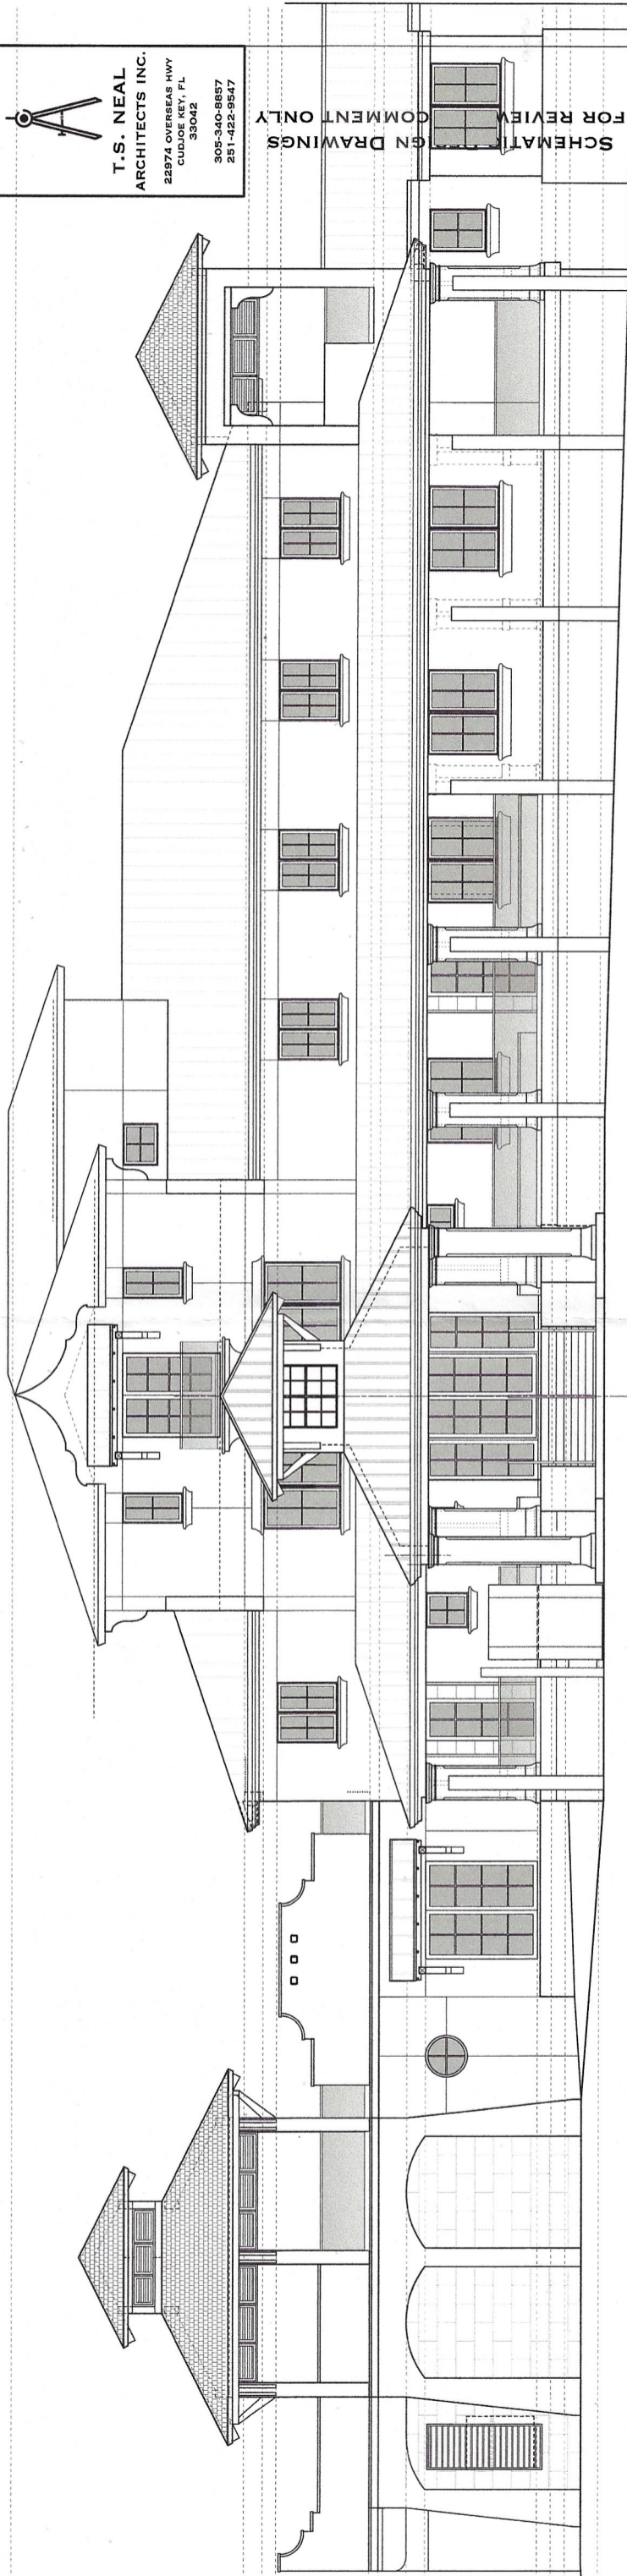 T.S. NEAL
ARCHITECTS INC.
22974 OVERSEAS HWY
CUDJOE KEY, FL
33042
305-340-8857
251-422-9547
SCHEMATIC DESIGN DRAWINGS
FOR REVIEW COMMENT ONLY